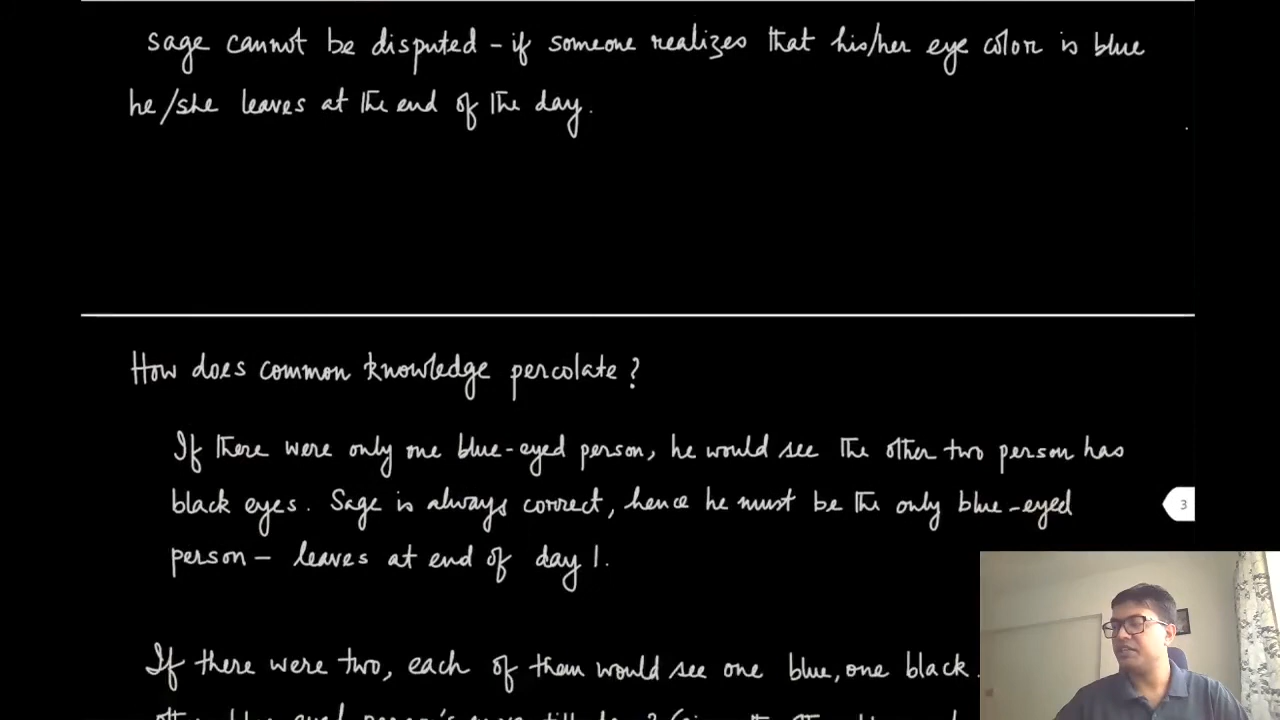 sage cannot be disputed - if someone realizes that his/her eye color is blue
he/she leaves at the end of the day.
How does common knowledge percolate?
If there were only one blue-eyed person, he would see the other two person has
black eyes. Sage is always correct, hence he must be the only blue-eyed
3
person - leaves at end of day 1.
If there were two, each of them would see one blue, one black.